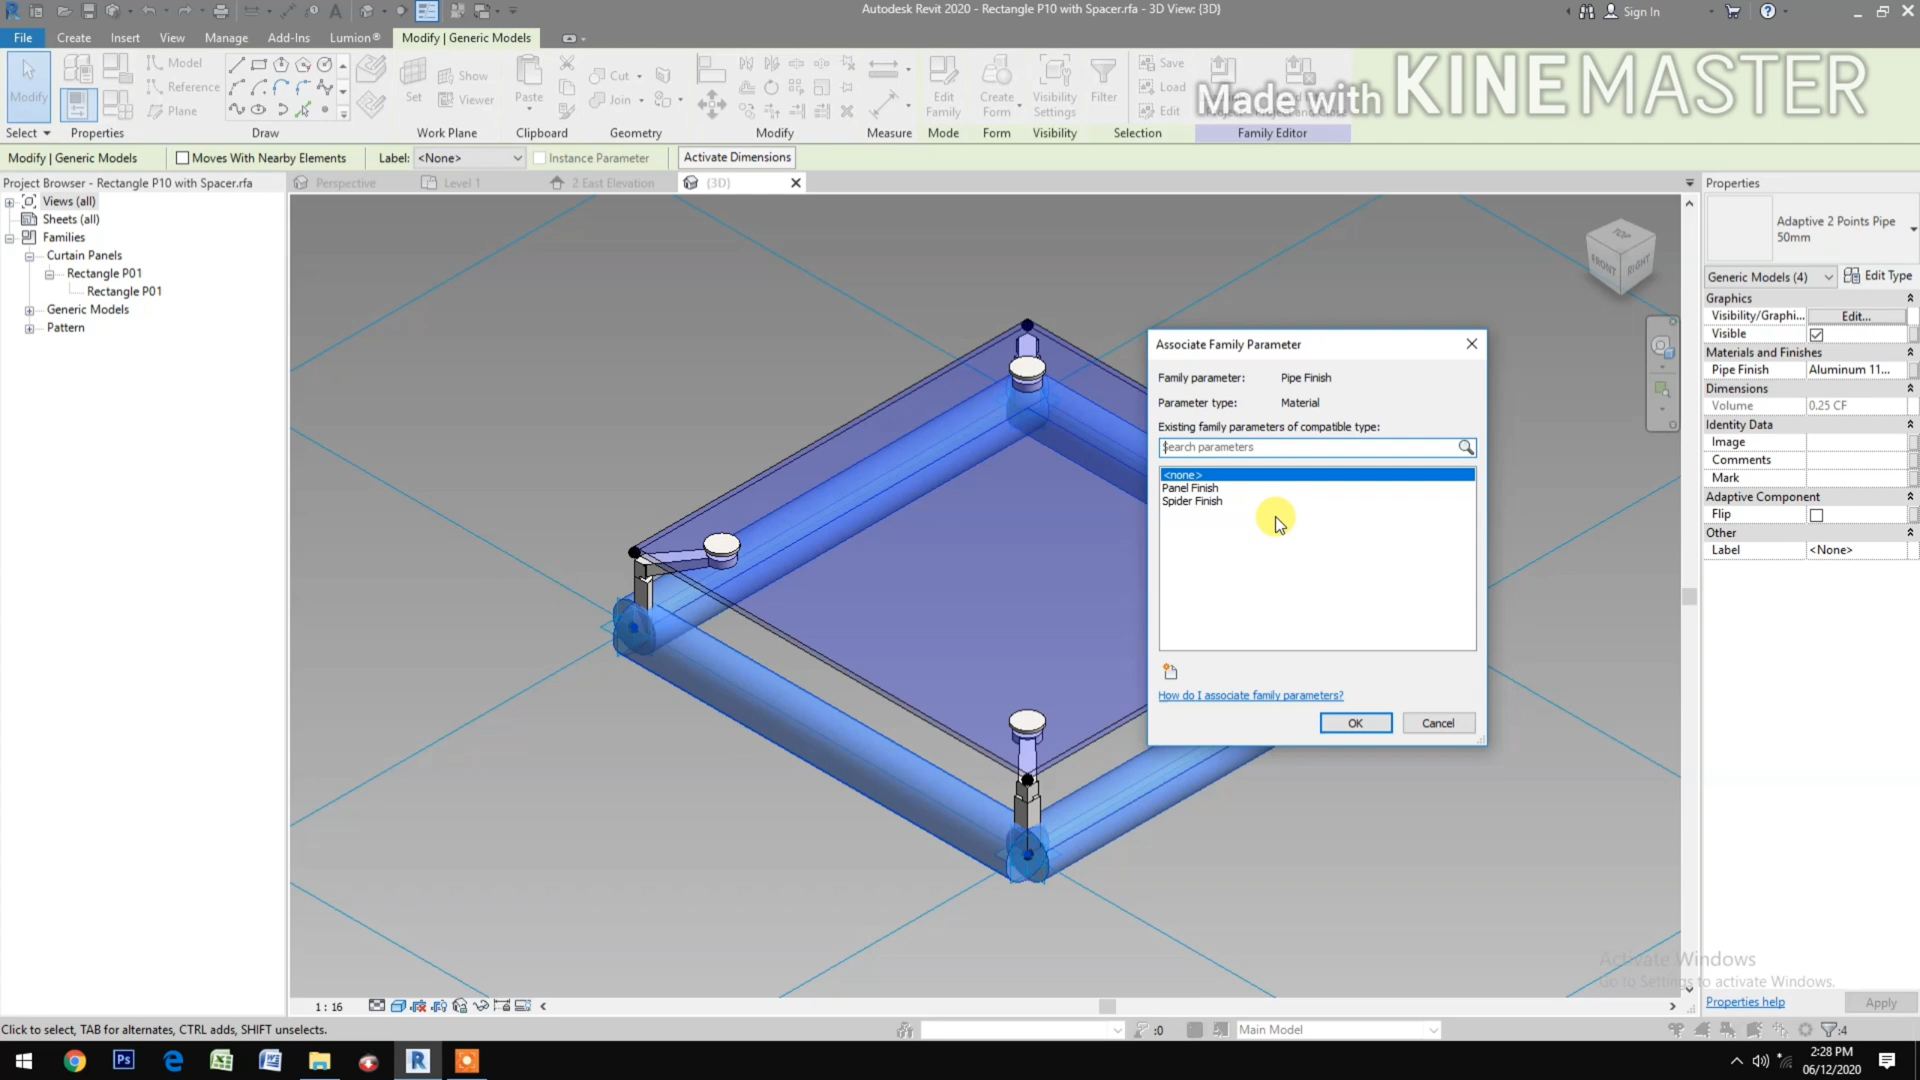 Autodesk Revit 2020 - Rectangle P10 with Spacer.rfa - 3D View: {3D}
Sign In
File
Create
Insert
View
Manage
Add-Ins
Lumion®
Modify | Generic Models
Modify
Select
Properties
Model
Reference
Plane
Draw
Set
Show
Viewer
Work Plane
Paste
Clipboard
Cut
Join
Geometry
Modify
Measure
Edit
Family
Mode
Create
Form
Form
Visibility
Settings
Visibility
Filter
Save
Load
Edit
Selection
Family Editor
Made with KINEMASTER
Modify | Generic Models
Moves With Nearby Elements
Label:
<None>
Instance Parameter
Activate Dimensions
Project Browser - Rectangle P10 with Spacer.rfa
Views (all)
Sheets (all)
Families
Curtain Panels
Rectangle P01
Rectangle P01
Generic Models
Pattern
Perspective
Level 1
2 East Elevation
{3D}
TOP
FRONT
RIGHT
Associate Family Parameter
Family parameter: Pipe Finish
Parameter type: Material
Existing family parameters of compatible type:
Search parameters
<none>
Panel Finish
Spider Finish
How do I associate family parameters?
OK
Cancel
Properties
Adaptive 2 Points Pipe
50mm
Generic Models (4)
Edit Type
Graphics
Visibility/Graphi...
Edit...
Visible
Materials and Finishes
Pipe Finish
Aluminum 11...
Dimensions
Volume
0.25 CF
Identity Data
Image
Comments
Mark
Adaptive Component
Flip
Other
Label
<None>
Activate Windows
Go to Settings to activate Windows.
Properties help
Apply
1 : 16
Click to select, TAB for alternates, CTRL adds, SHIFT unselects.
:0
Main Model
:4
2:28 PM
06/12/2020